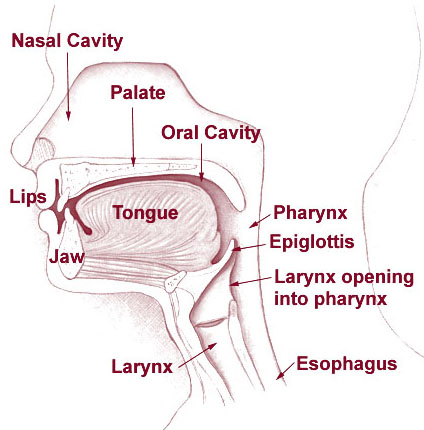 Nasal Cavity
Palate
Oral Cavity
Lips
Tongue
Pharynx
Epiglottis
Jaw
Larynx opening
into pharynx
Larynx
Esophagus